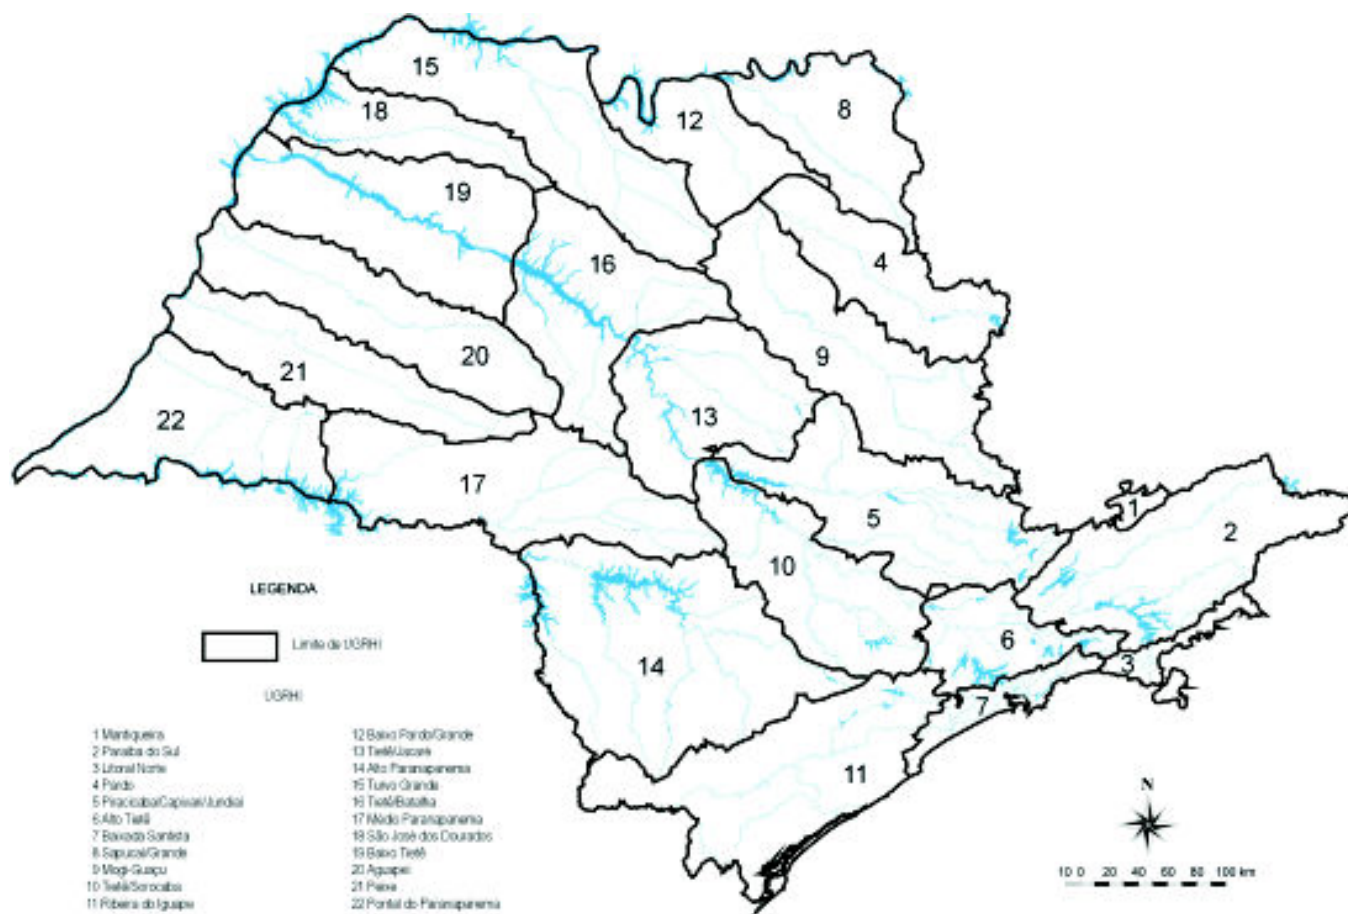 15
18
12
8
19
16
4
20
9
21
13
22
17
5
1
2
10
6
14
3
7
11
LEGENDA
Limite de UGRHI
UGRHI
1 Mantiqueira
2 Paraíba do Sul
3 Litoral Norte
4 Pardo
5 Piracicaba/Capivari/Jundiaí
6 Alto Tietê
7 Baixada Santista
8 Sapucaí/Grande
9 Mogi-Guaçu
10 Tietê/Sorocaba
11 Ribeira do Iguape
12 Baixo Pardo/Grande
13 Tietê/Jacaré
14 Alto Paranapanema
15 Turvo Grande
16 Tietê/Batalha
17 Médio Paranapanema
18 São José dos Dourados
19 Baixo Tietê
20 Aguapeí
21 Peixe
22 Pontal do Paranapanema
N
10 0 20 40 60 80 100 km